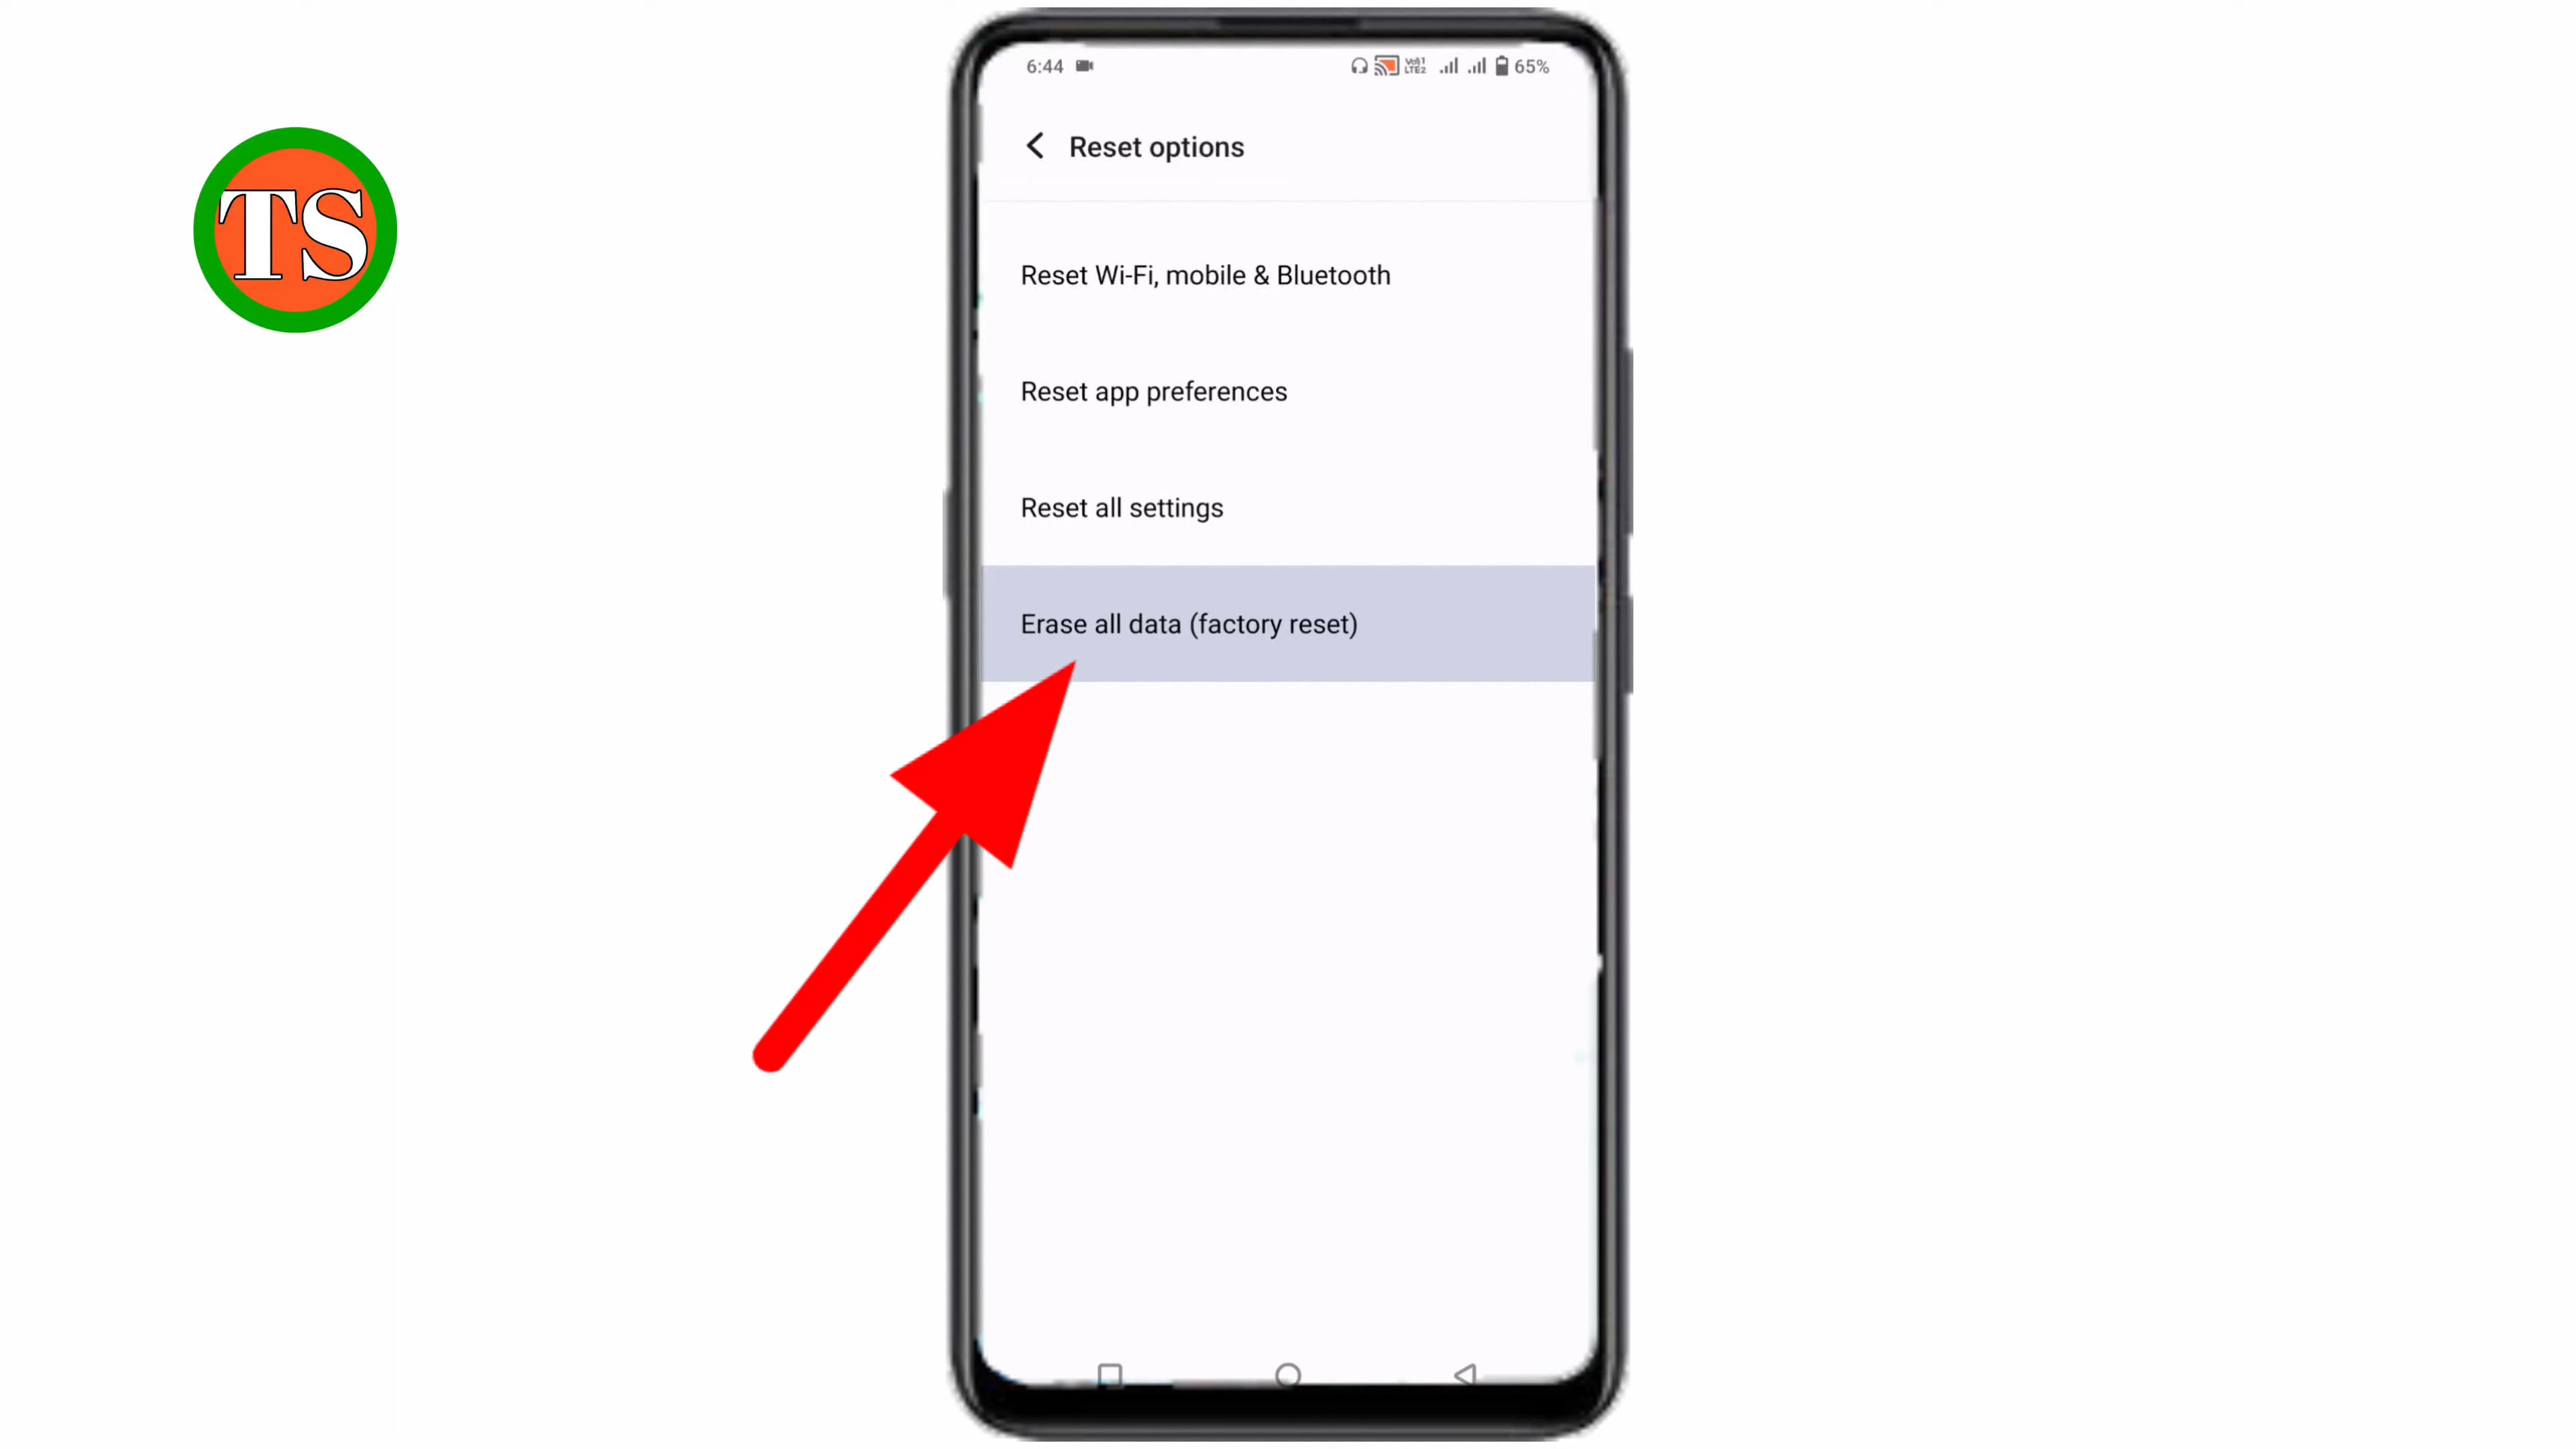 TS
6:44 65%
Reset options
Reset Wi-Fi, mobile & Bluetooth
Reset app preferences
Reset all settings
Erase all data (factory reset)